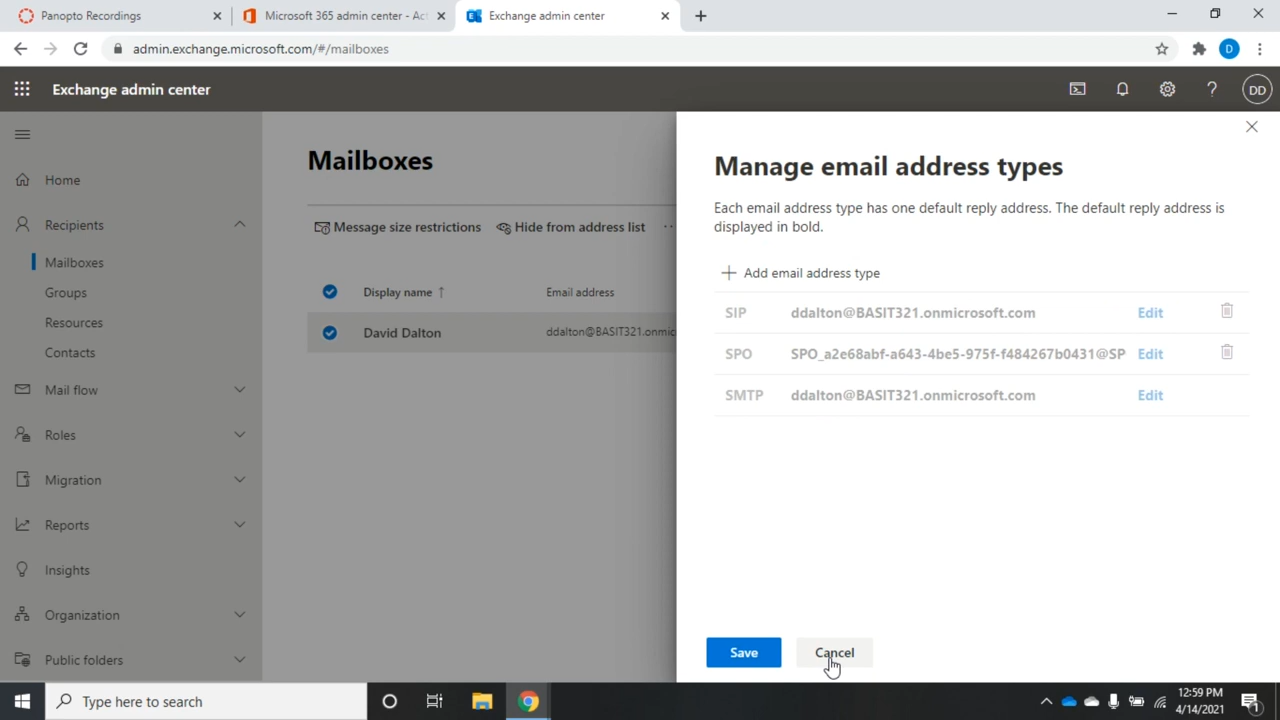 Panopto Recordings
Microsoft 365 admin center - Act
Exchange admin center
admin.exchange.microsoft.com/#/mailboxes
D
Exchange admin center
DD
Home
Recipients
Mailboxes
Groups
Resources
Contacts
Mail flow
Roles
Migration
Reports
Insights
Organization
Public folders
Mailboxes
Message size restrictions
Hide from address list
Display name ↑
Email address
David Dalton
ddalton@BASIT321.onmic
Manage email address types
Each email address type has one default reply address. The default reply address is
displayed in bold.
+ Add email address type
SIP ddalton@BASIT321.onmicrosoft.com Edit
SPO SPO_a2e68abf-a643-4be5-975f-f484267b0431@SP Edit
SMTP ddalton@BASIT321.onmicrosoft.com Edit
Save
Cancel
Type here to search
12:59 PM
4/14/2021
1